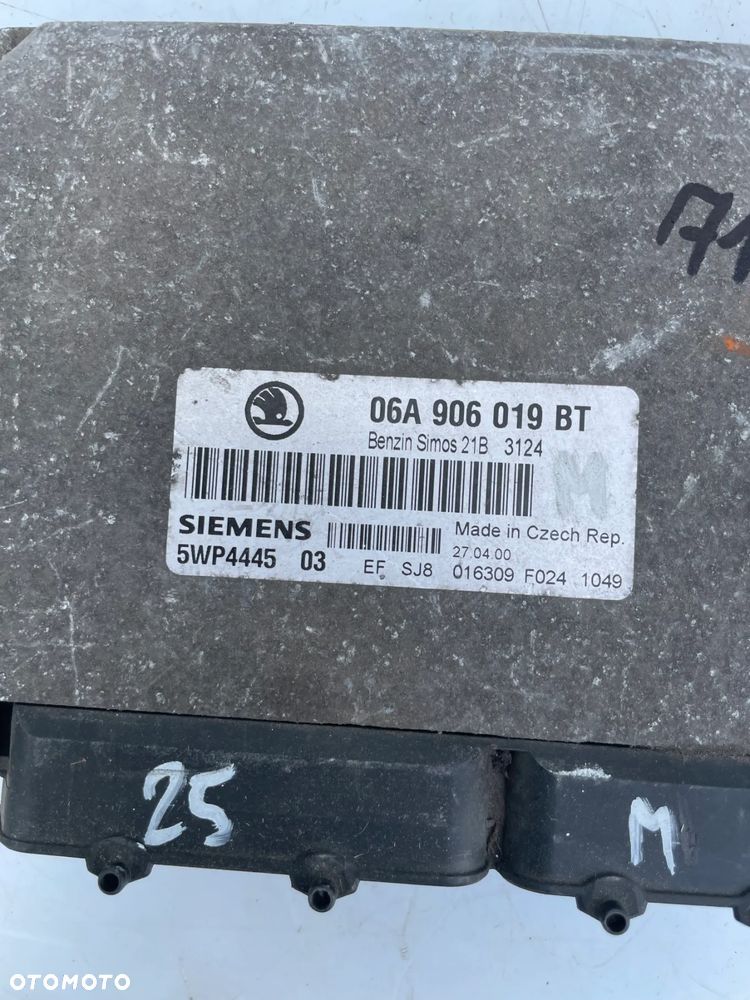 71
06A 906 019 BT
Benzin Simos 21B 3124
M
SIEMENS
Made in Czech Rep.
27.04.00
5WP4445 03
EF SJ8 016309 F024 1049
25
M
OTOMOTO